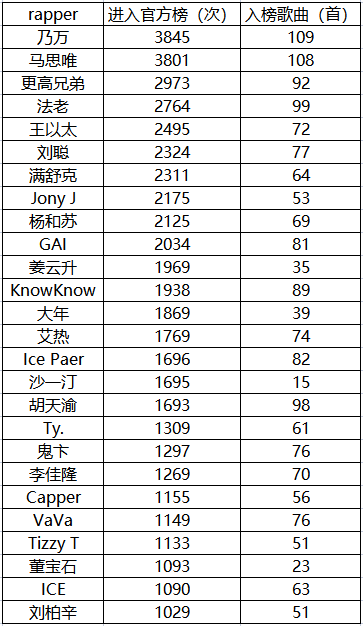 rapper 进入官方榜（次） 入榜歌曲（首）
乃万 3845 109
马思唯 3801 108
更高兄弟 2973 92
法老 2764 99
王以太 2495 72
刘聪 2324 77
满舒克 2311 64
Jony J 2175 53
杨和苏 2125 69
GAI 2034 81
姜云升 1969 35
KnowKnow 1938 89
大年 1869 39
艾热 1769 74
Ice Paer 1696 82
沙一汀 1695 15
胡天渝 1693 98
Ty. 1309 61
鬼卞 1297 76
李佳隆 1269 70
Capper 1155 56
VaVa 1149 76
Tizzy T 1133 51
董宝石 1093 23
ICE 1090 63
刘柏辛 1029 51